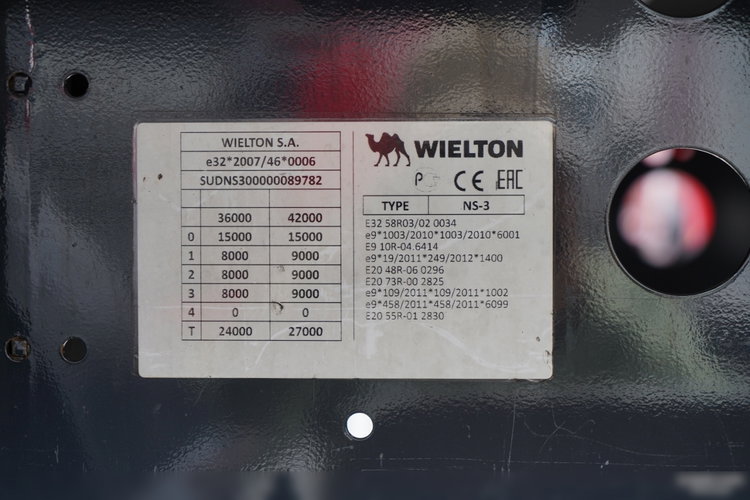 WIELTON S.A.
e32*2007/46*0006
SUDNS300000089782
36000 42000
0 15000 15000
1 8000 9000
2 8000 9000
3 8000 9000
4 0 0
T 24000 27000
WIELTON
CE EAC
TYPE NS-3
E32 58R03/02 0034
e9*1003/2010*1003/2010*6001
E9 10R-04.6414
e9*19/2011*249/2012*1400
E20 48R-06 0296
E20 73R-00 2825
e9*109/2011*109/2011*1002
e9*458/2011*458/2011*6099
E20 55R-01 2830